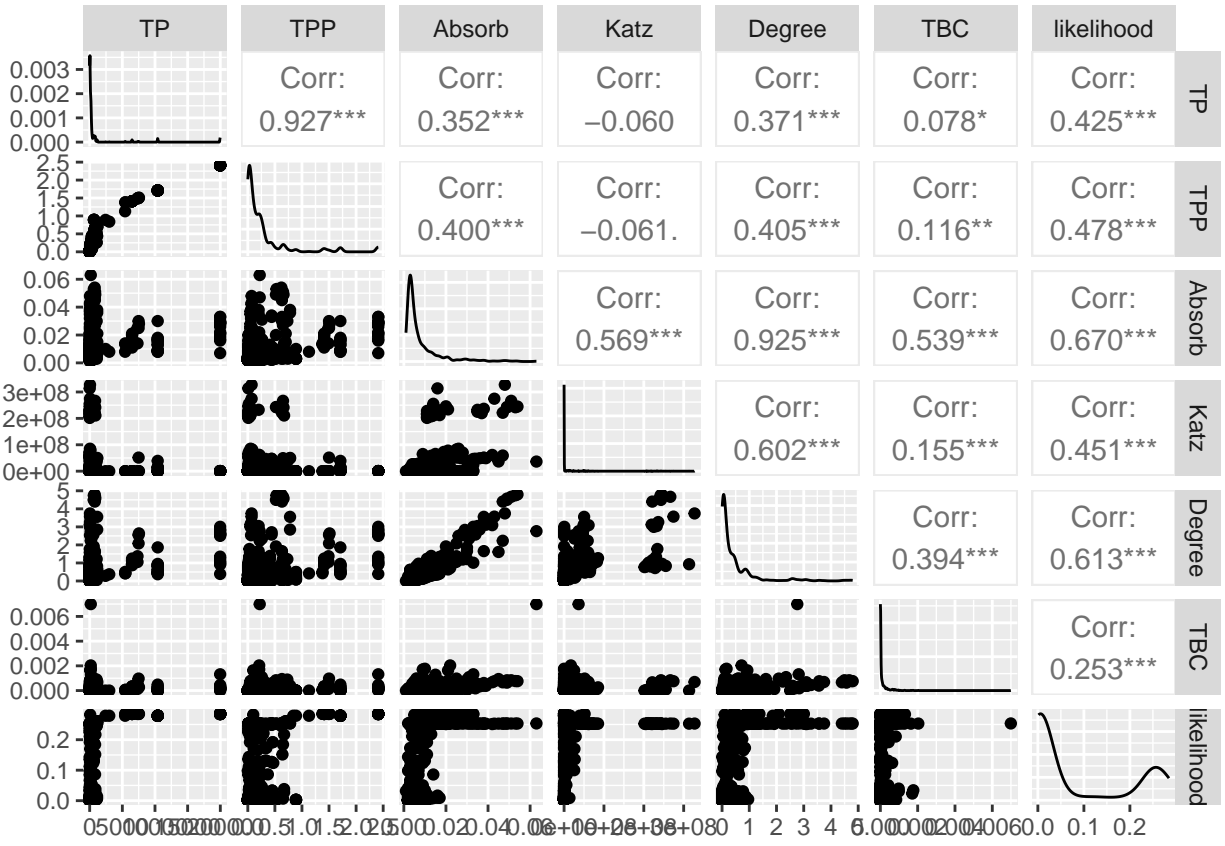 TP TPP Absorb Katz Degree TBC likelihood
0.003
0.002
0.001
0.000
Corr: Corr: Corr: Corr: Corr: Corr:
0.927*** 0.352*** −0.060 0.371*** 0.078* 0.425***
TP
2.5
2.0
1.5
1.0
0.5
0.0
Corr: Corr: Corr: Corr: Corr:
0.400*** −0.061. 0.405*** 0.116** 0.478***
TPP
0.06
0.04
0.02
0.00
Corr: Corr: Corr: Corr:
0.569*** 0.925*** 0.539*** 0.670***
Absorb
3e+08
2e+08
1e+08
0e+00
Corr: Corr: Corr:
0.602*** 0.155*** 0.451***
Katz
5
4
3
2
1
0
Corr: Corr:
0.394*** 0.613***
Degree
0.006
0.004
0.002
0.000
Corr:
0.253***
TBC
0.2
0.1
0.0
likelihood
0 1 2 3 4 0.0 0.1 0.2